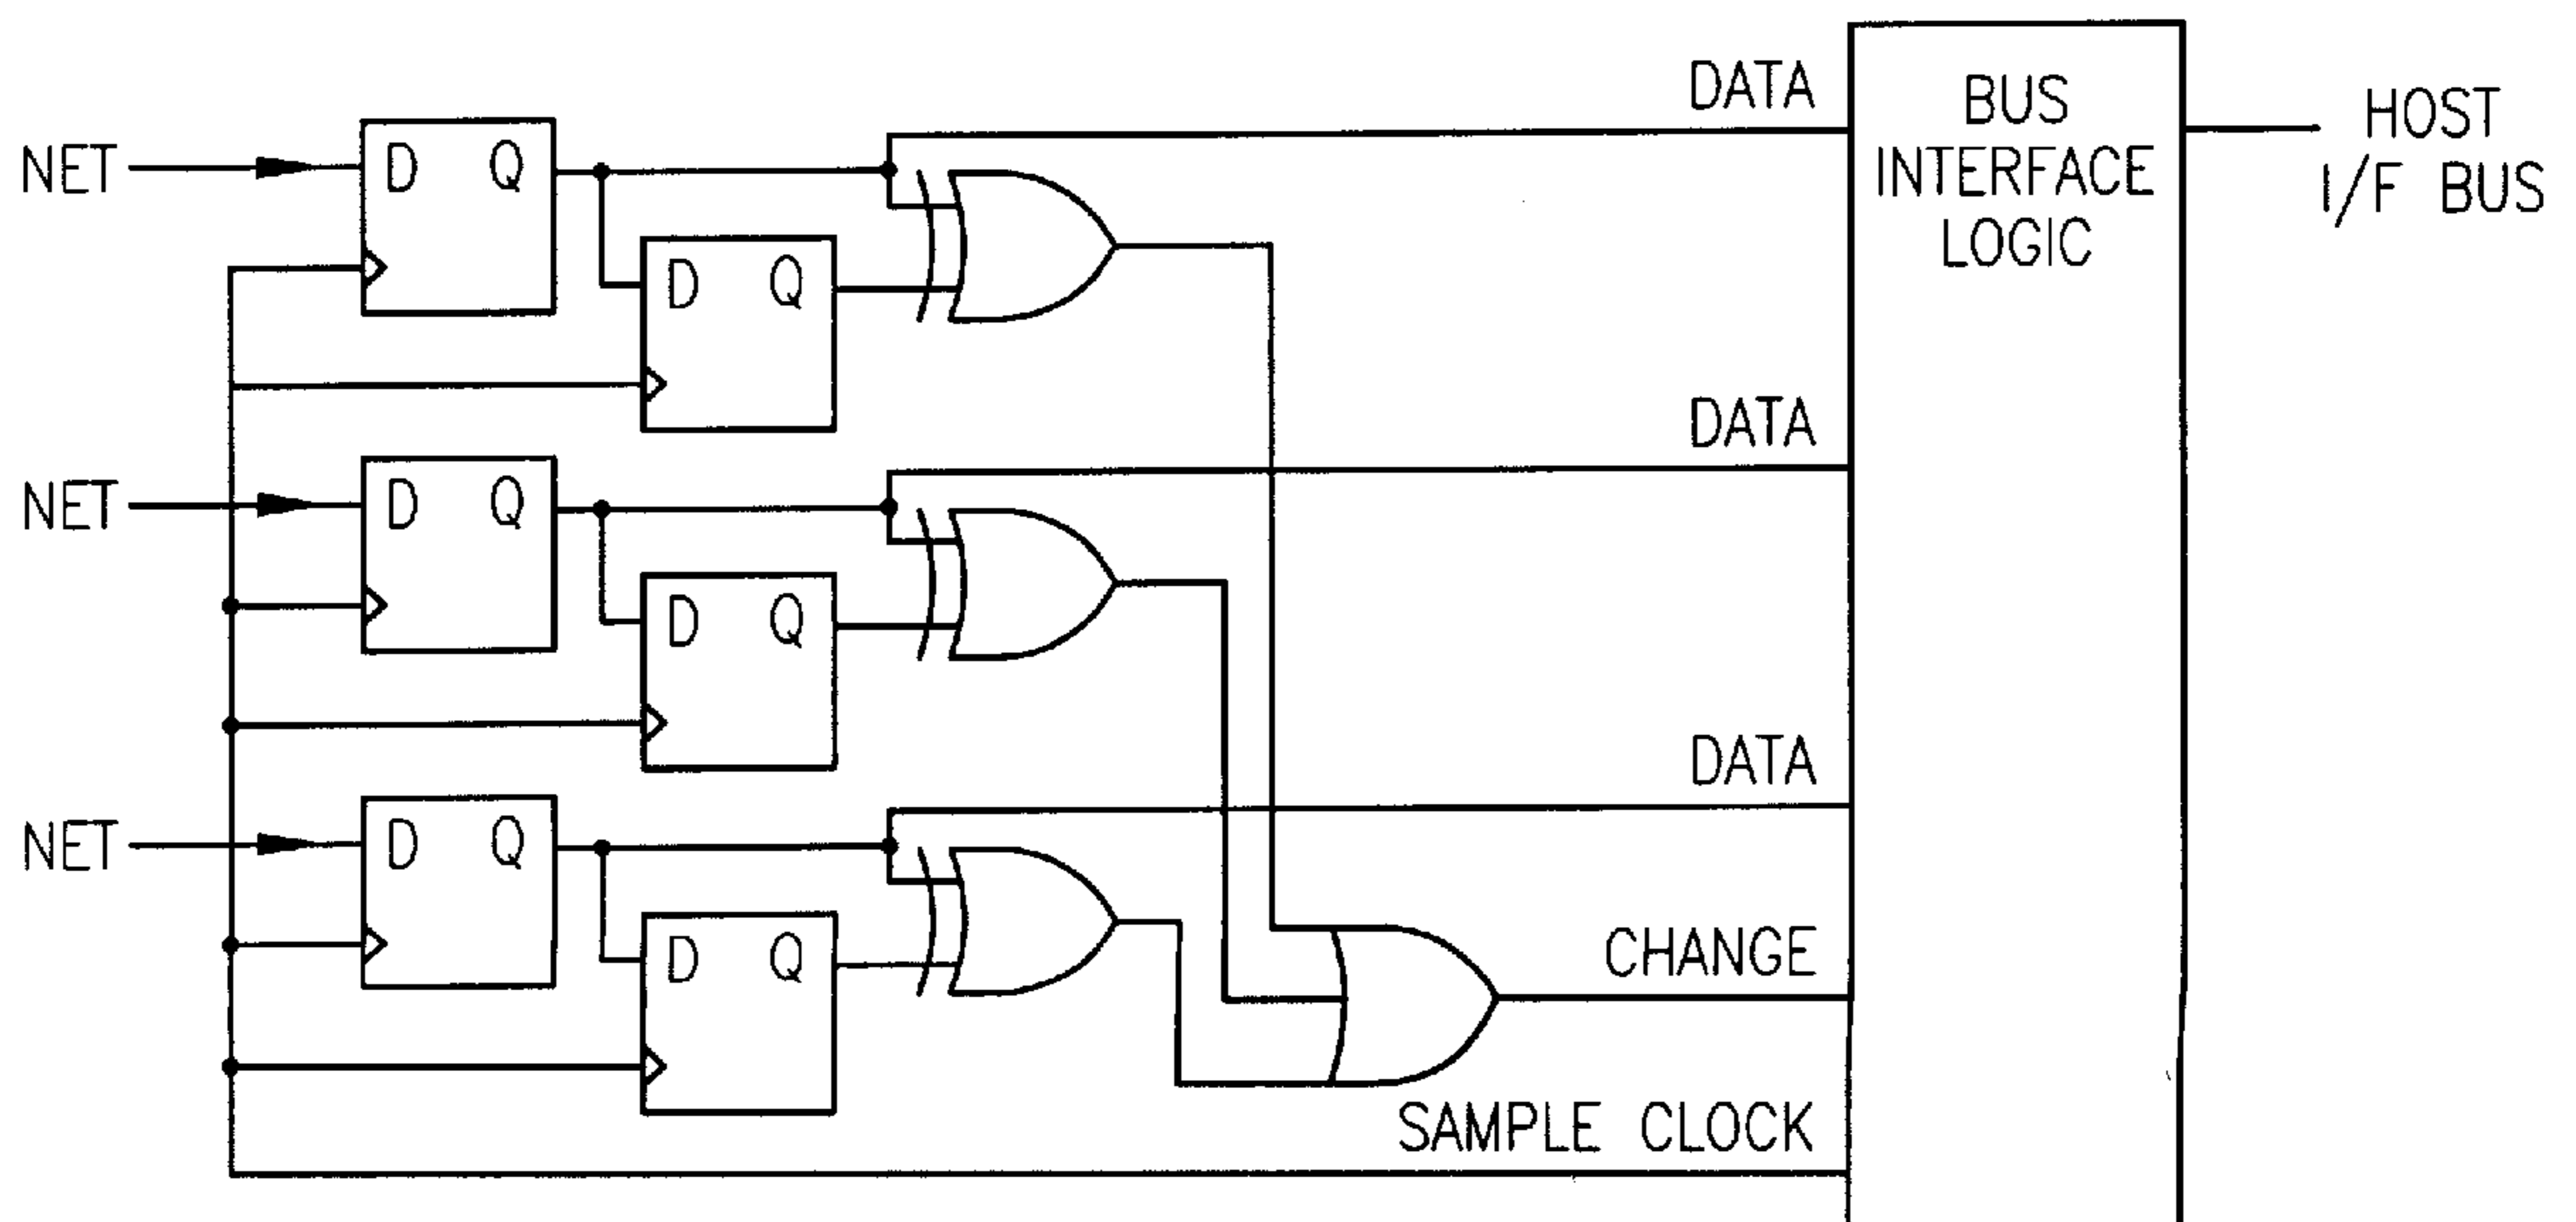 DATA
BUS
INTERFACE
LOGIC
HOST
I/F BUS
NET
D Q
D Q
DATA
NET
D Q
D Q
DATA
NET
D Q
D Q
CHANGE
SAMPLE CLOCK